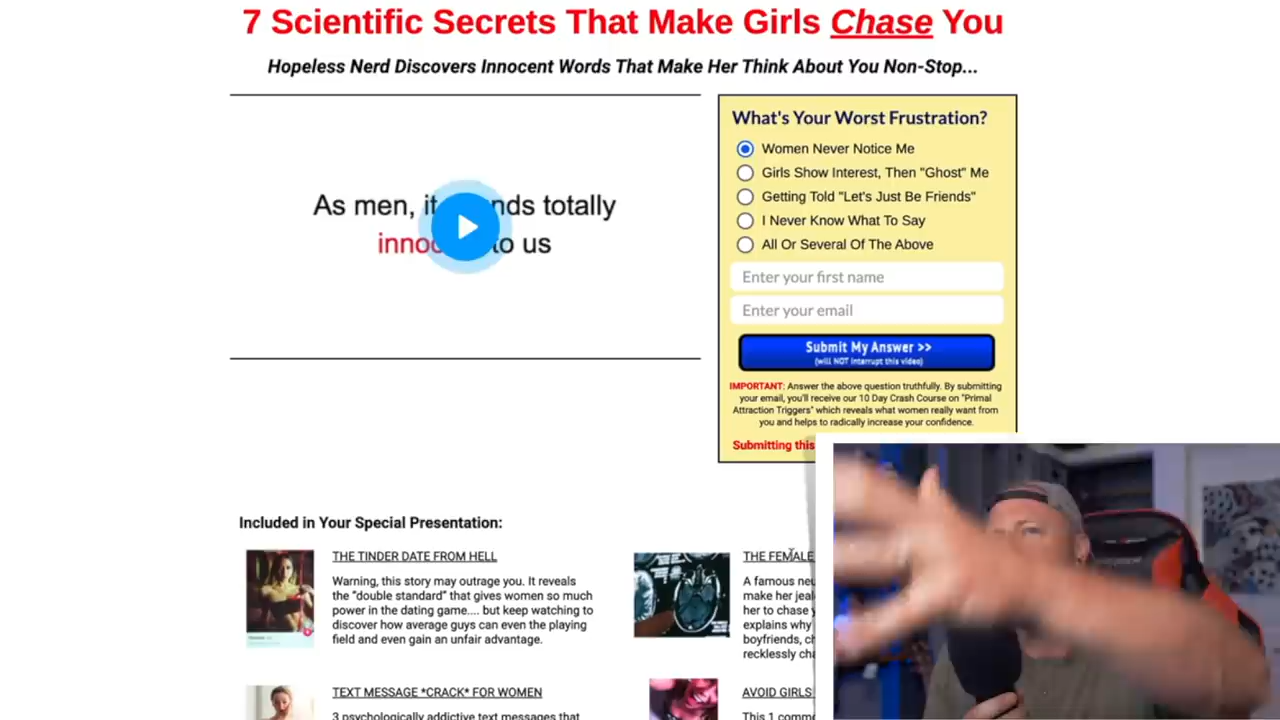 7 Scientific Secrets That Make Girls Chase You
Hopeless Nerd Discovers Innocent Words That Make Her Think About You Non-Stop...
As men, it totally
to us
What's Your Worst Frustration?
Women Never Notice Me
Girls Show Interest, Then "Ghost" Me
Getting Told "Let's Just Be Friends"
I Never Know What To Say
All Or Several Of The Above
Enter your first name
Enter your email
Submit My Answer >>
(will NOT interrupt this video)
IMPORTANT: Answer the above question truthfully. By submitting
your email, you'll receive our 10 Day Crash Course on "Primal
Attraction Triggers" which reveals what women really want from
you and helps to radically increase your confidence.
Submitting this
Included in Your Special Presentation:
THE TINDER DATE FROM HELL
Warning, this story may outrage you. It reveals
the "double standard" that gives women so much
power in the dating game.... but keep watching to
discover how average guys can even the playing
field and even gain an unfair advantage.
THE FEMALE
A famous
make her
her to chase
explains why
boyfriends,
recklessly
TEXT MESSAGE *CRACK* FOR WOMEN
3 psychologically addictive text messages that
AVOID GIRLS
This 1